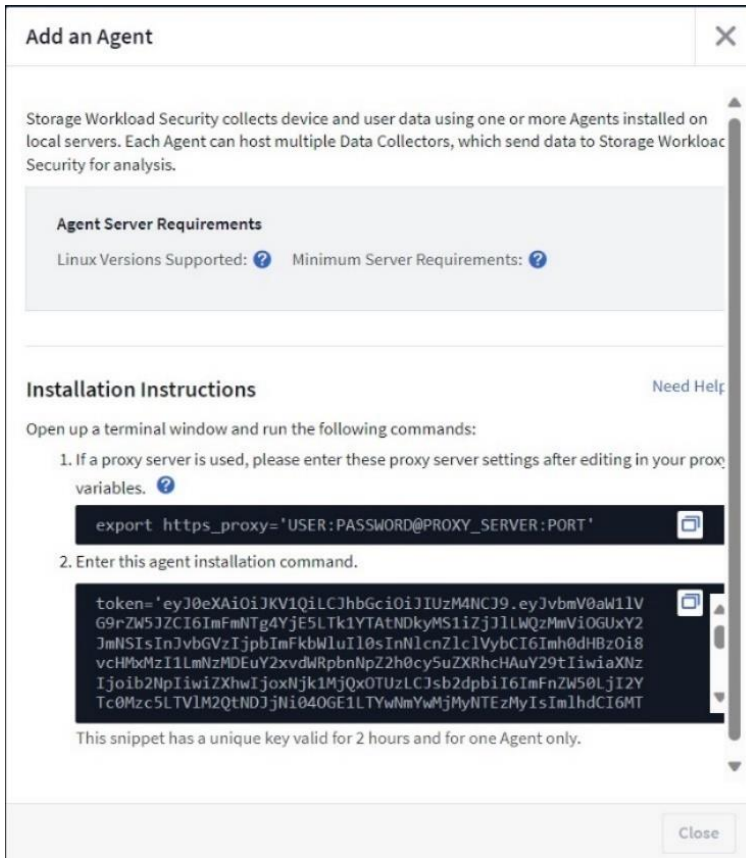 Add an Agent
Storage Workload Security collects device and user data using one or more Agents installed on
local servers. Each Agent can host multiple Data Collectors, which send data to Storage Workloac
Security for analysis.
Agent Server Requirements
Linux Versions Supported: ? Minimum Server Requirements: ?
Installation Instructions
Need Help
Open up a terminal window and run the following commands:
1. If a proxy server is used, please enter these proxy server settings after editing in your proxy
variables. ?
export https_proxy='USER:PASSWORD@PROXY_SERVER:PORT'
2. Enter this agent installation command.
token='eyJ0eXAiOiJKV1QiLCJhbGciOiJIUzM4NCJ9.eyJvbmV0aW1lV
G9rZW5JZCI6ImFmNTg4YjE5LTk1YTAtNDkyMS1iZjJlLWQzMmViOGUxY2
JmNSIsInJvbGVzIjpbImFkbWluIl0sInNlcnZlclVybCI6Imh0dHBzOi8
vcHMxMzI1LmNzMDEuY2xvdWRpbnNpZ2h0cy5uZXRhcHAuY29tIiwiaXNz
Ijoib2NpIiwiZXhwIjoxNjk1MjQxOTUzLCJsb2dpbiI6ImFnZW50LjI2Y
Tc0Mzc5LTVlM2QtNDJjNi04OGE1LTYwNmYwMjMyNTEzMyIsImlhdCI6MT
This snippet has a unique key valid for 2 hours and for one Agent only.
Close